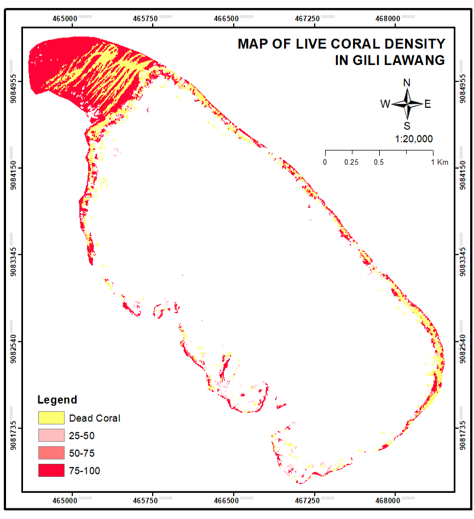 465000 465750 466500 467250 468000
MAP OF LIVE CORAL DENSITY
IN GILI LAWANG
N
W E
S
1:20,000
0 0.25 0.5 1 Km
9084955 9084955
9084150 9084150
9083345 9083345
9082540 9082540
9081735 9081735
Legend
Dead Coral
25-50
50-75
75-100
465000 465750 466500 467250 468000